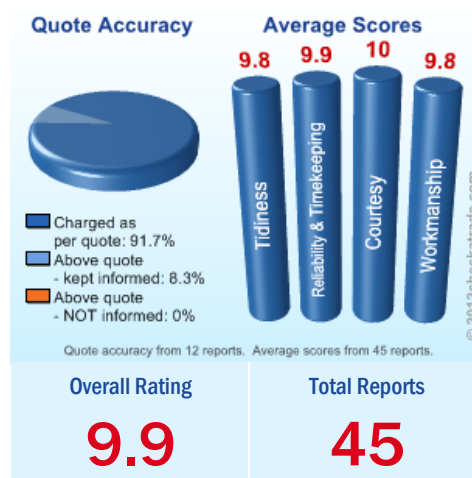 Quote Accuracy
Average Scores
9.8
9.9
10
9.8
Tidiness
Reliability & Timekeeping
Courtesy
Workmanship
Charged as
per quote: 91.7%
Above quote
- kept informed: 8.3%
Above quote
- NOT informed: 0%
© 2013checkatrade.com
Quote accuracy from 12 reports. Average scores from 45 reports.
Overall Rating
Total Reports
9.9
45